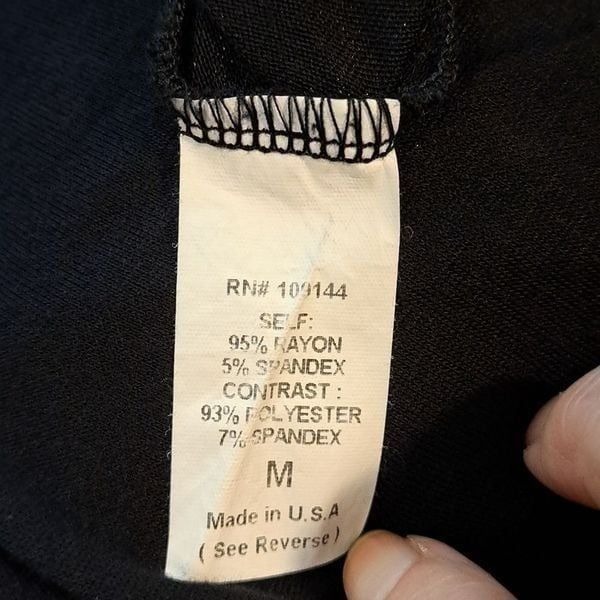 RN# 109144
SELF:
95% RAYON
5% SPANDEX
CONTRAST :
93% POLYESTER
7% SPANDEX
M
Made in U.S.A
( See Reverse )